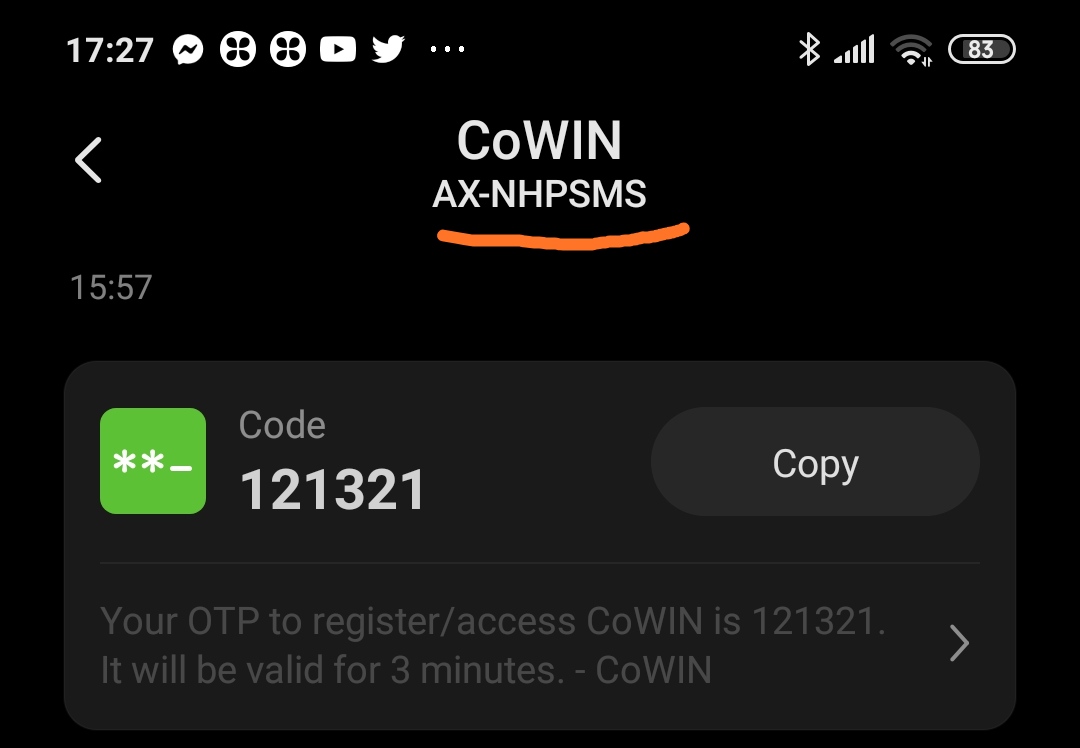 17:27 83
CoWIN
AX-NHPSMS
15:57
Code
**-
121321
Copy
Your OTP to register/access CoWIN is 121321.
It will be valid for 3 minutes. - CoWIN